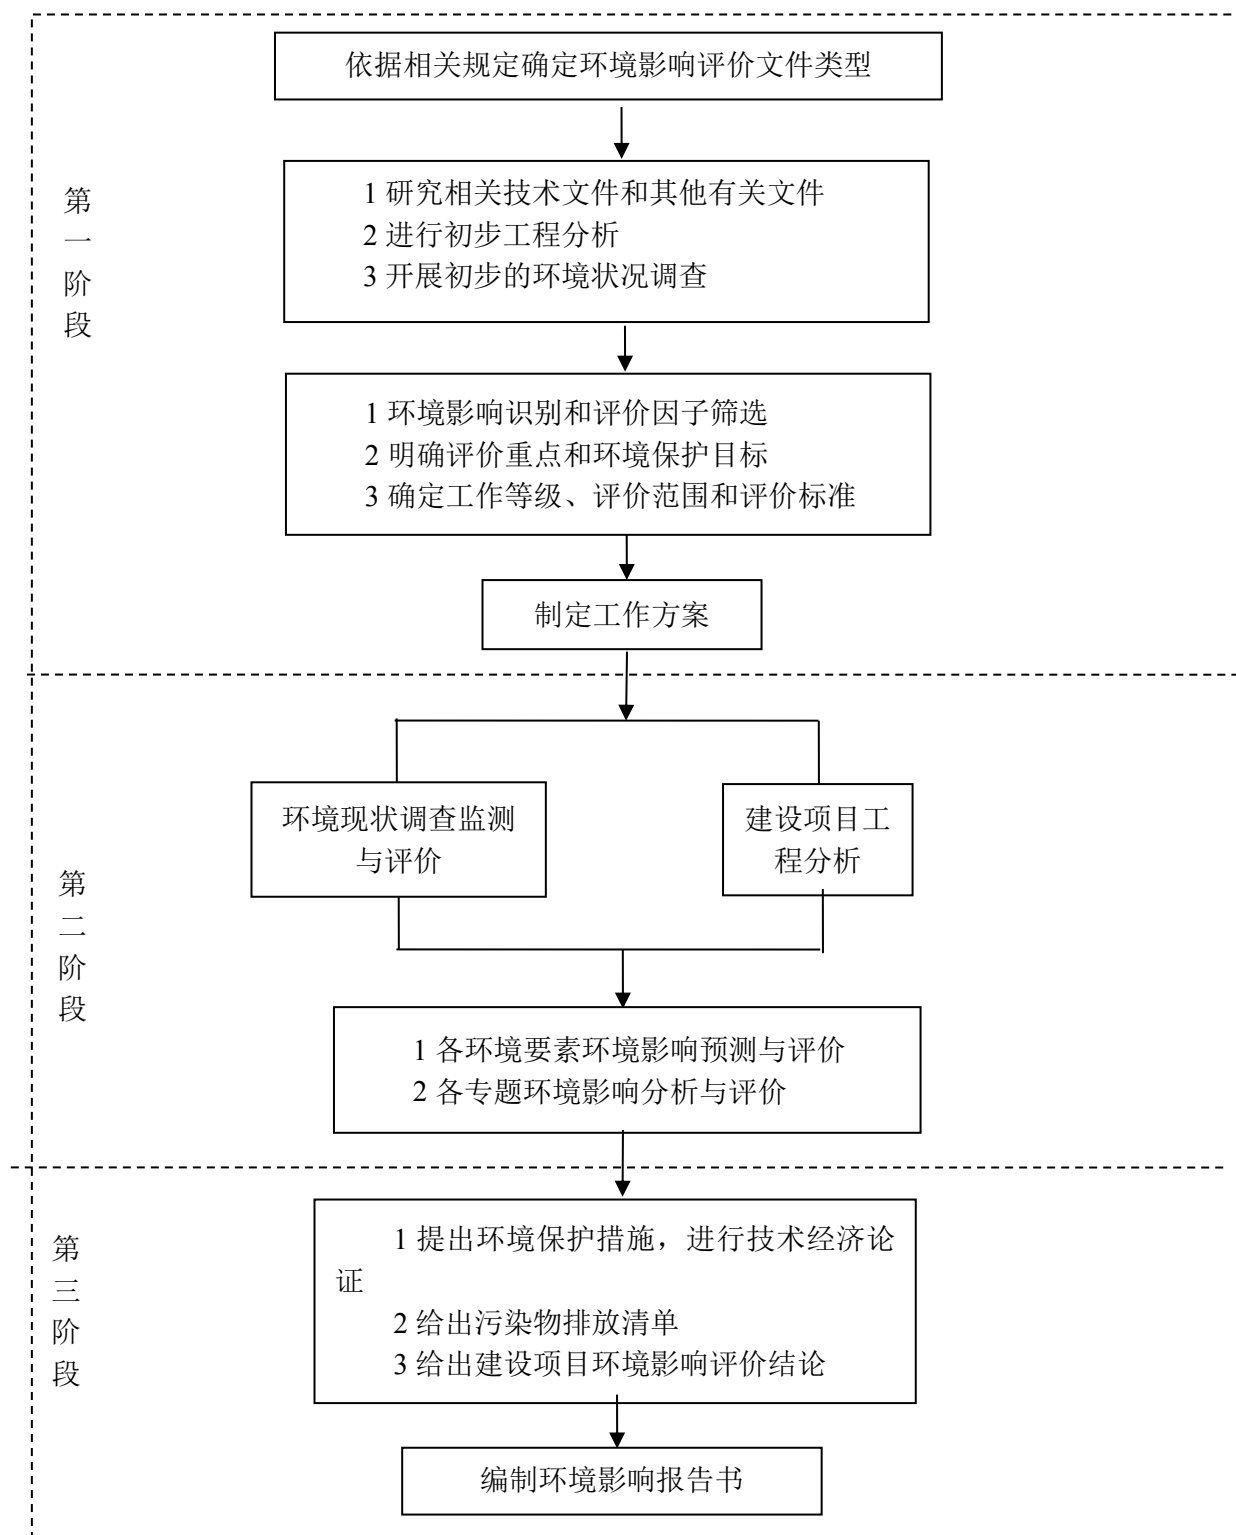 依据相关规定确定环境影响评价文件类型
第
一
阶
段
1 研究相关技术文件和其他有关文件
2 进行初步工程分析
3 开展初步的环境状况调查
1 环境影响识别和评价因子筛选
2 明确评价重点和环境保护目标
3 确定工作等级、评价范围和评价标准
制定工作方案
第
二
阶
段
环境现状调查监测
与评价
建设项目工
程分析
1 各环境要素环境影响预测与评价
2 各专题环境影响分析与评价
第
三
阶
段
1 提出环境保护措施，进行技术经济论
证
2 给出污染物排放清单
3 给出建设项目环境影响评价结论
编制环境影响报告书